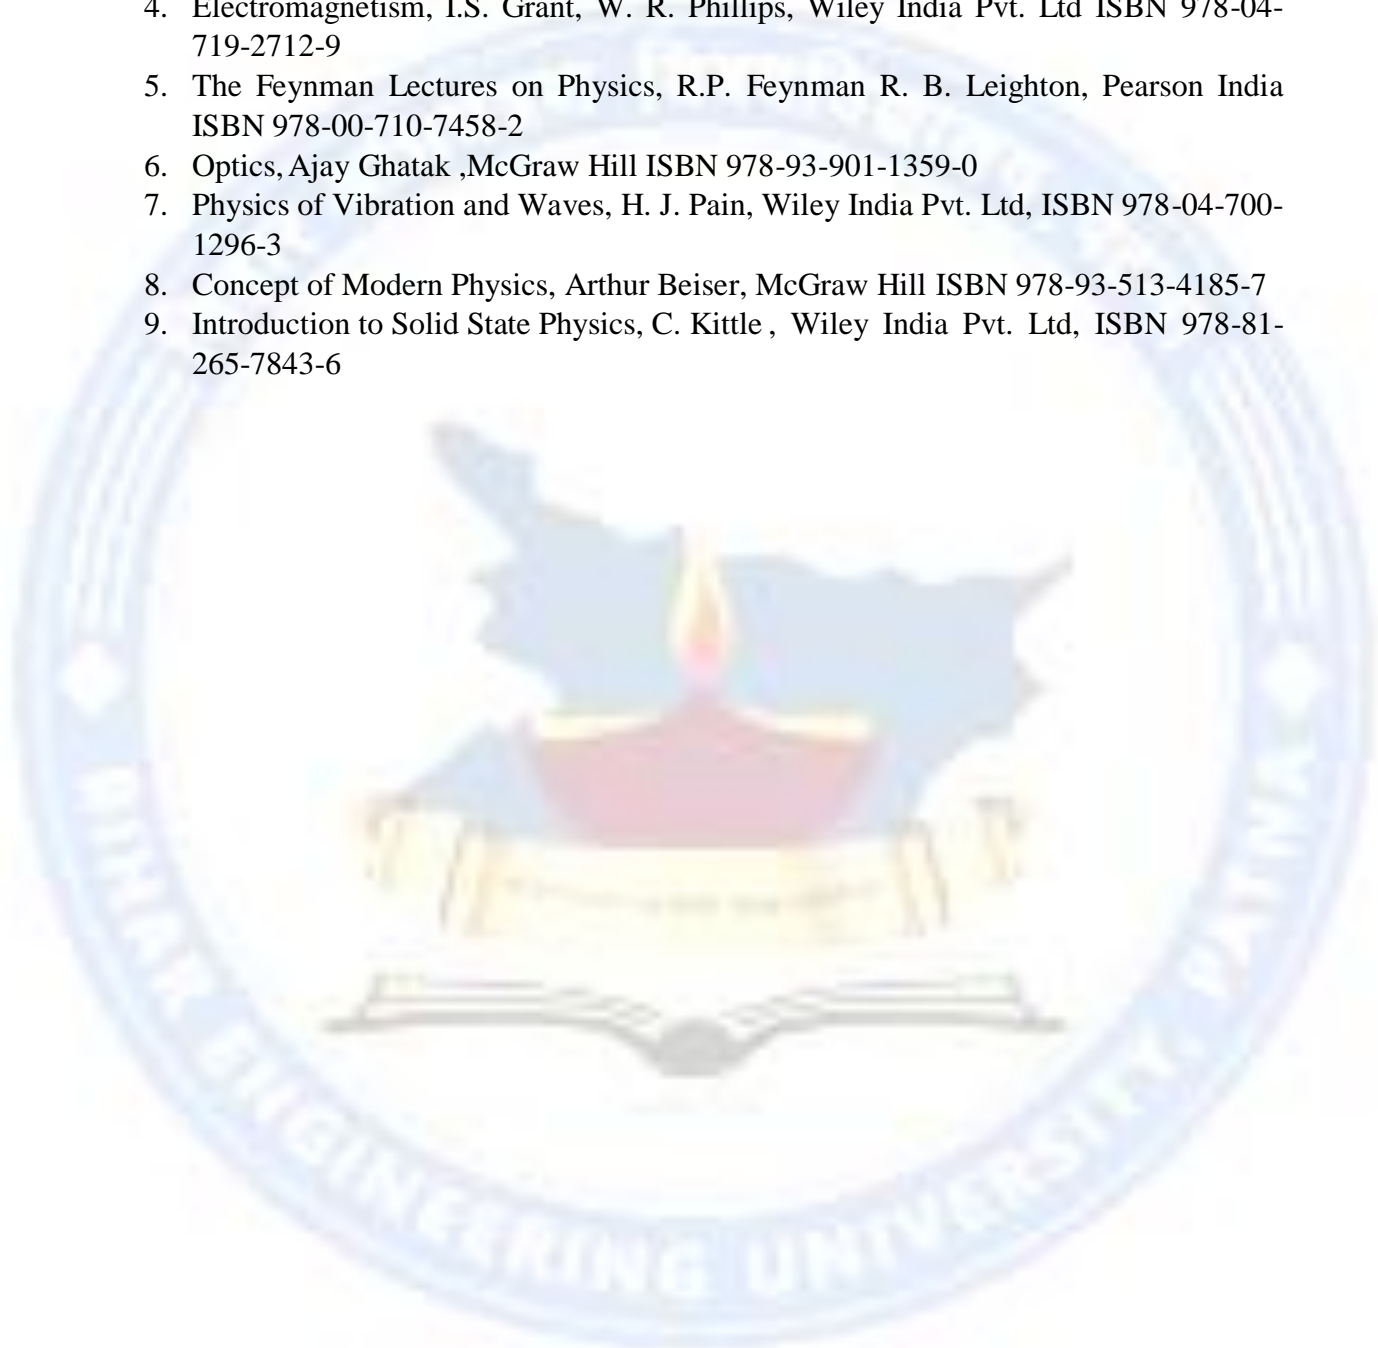 4. Electromagnetism, I.S. Grant, W. R. Phillips, Wiley India Pvt. Ltd ISBN 978-04-
719-2712-9
5. The Feynman Lectures on Physics, R.P. Feynman R. B. Leighton, Pearson India
ISBN 978-00-710-7458-2
6. Optics, Ajay Ghatak ,McGraw Hill ISBN 978-93-901-1359-0
7. Physics of Vibration and Waves, H. J. Pain, Wiley India Pvt. Ltd, ISBN 978-04-700-
1296-3
8. Concept of Modern Physics, Arthur Beiser, McGraw Hill ISBN 978-93-513-4185-7
9. Introduction to Solid State Physics, C. Kittle , Wiley India Pvt. Ltd, ISBN 978-81-
265-7843-6
BIHAR ENGINEERING UNIVERSITY, PATNA